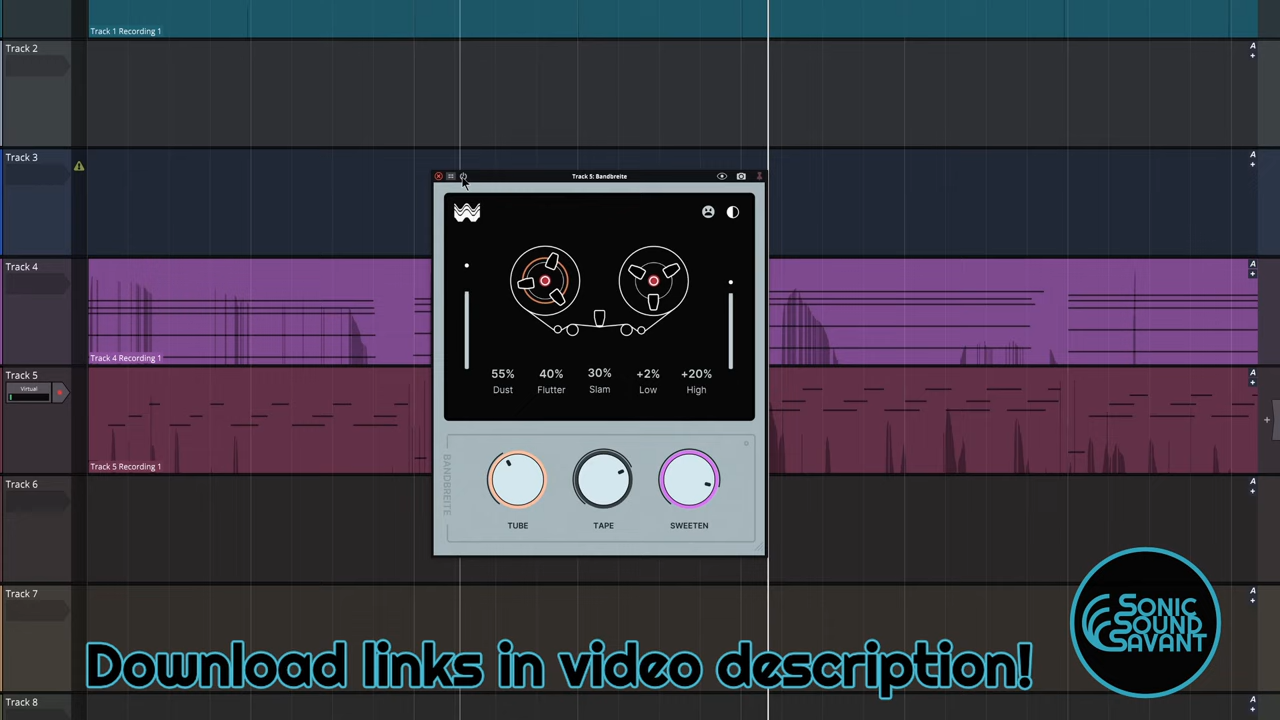 Track 1 Recording 1
Track 2
A
Track 3
A
Track 5: Bandbreite
Track 4
A
55% 40% 30% +2% +20%
Dust Flutter Slam Low High
Track 4 Recording 1
Track 5
A
Virtual
BANDBREITE
Track 5 Recording 1
Track 6
A
TUBE TAPE SWEETEN
Track 7
A
SONIC
SOUND
SAVANT
Download links in video description!
Track 8
A